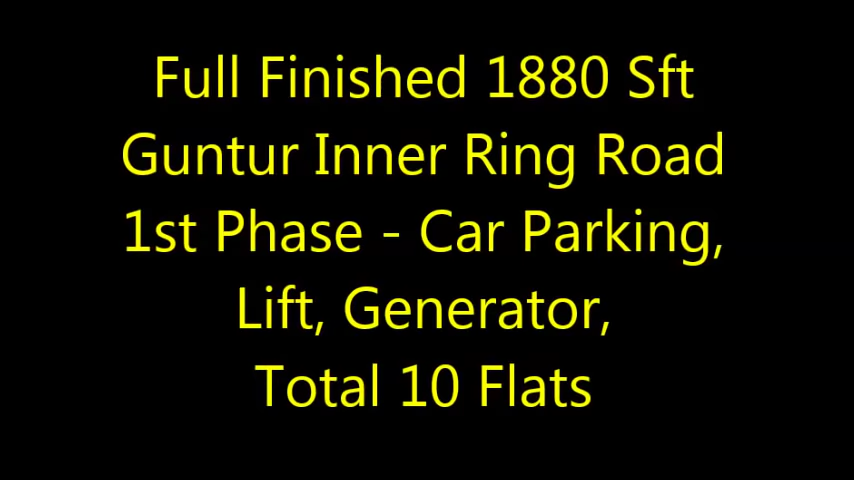 Full Finished 1880 Sft
Guntur Inner Ring Road
1st Phase - Car Parking,
Lift, Generator,
Total 10 Flats